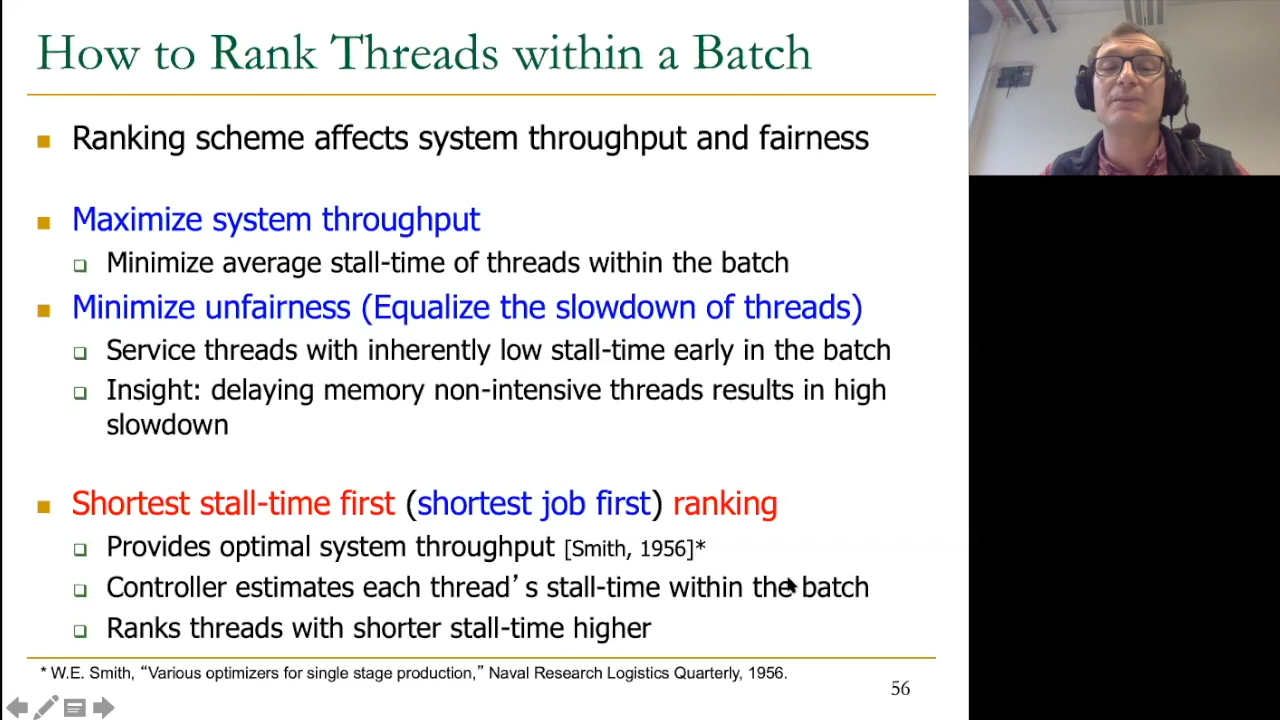 How to Rank Threads within a Batch
Ranking scheme affects system throughput and fairness
Maximize system throughput
Minimize average stall-time of threads within the batch
Minimize unfairness (Equalize the slowdown of threads)
Service threads with inherently low stall-time early in the batch
Insight: delaying memory non-intensive threads results in high
slowdown
Shortest stall-time first (shortest job first) ranking
Provides optimal system throughput [Smith, 1956]*
Controller estimates each thread’s stall-time within the batch
Ranks threads with shorter stall-time higher
* W.E. Smith, “Various optimizers for single stage production,” Naval Research Logistics Quarterly, 1956.
56